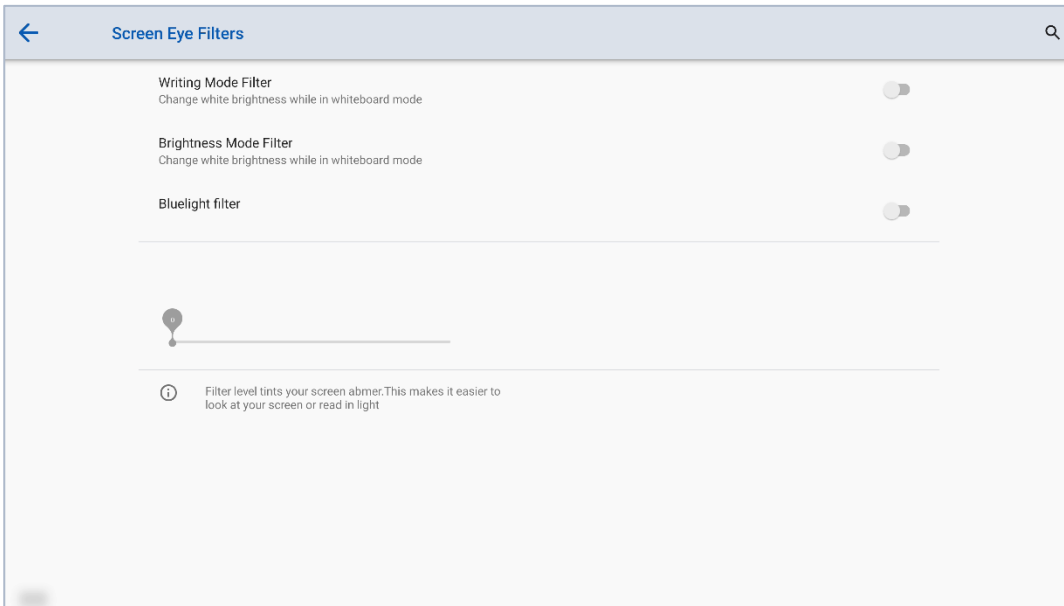 Screen Eye Filters
Writing Mode Filter
Change white brightness while in whiteboard mode
Brightness Mode Filter
Change white brightness while in whiteboard mode
Bluelight filter
0
Filter level tints your screen abmer.This makes it easier to
look at your screen or read in light